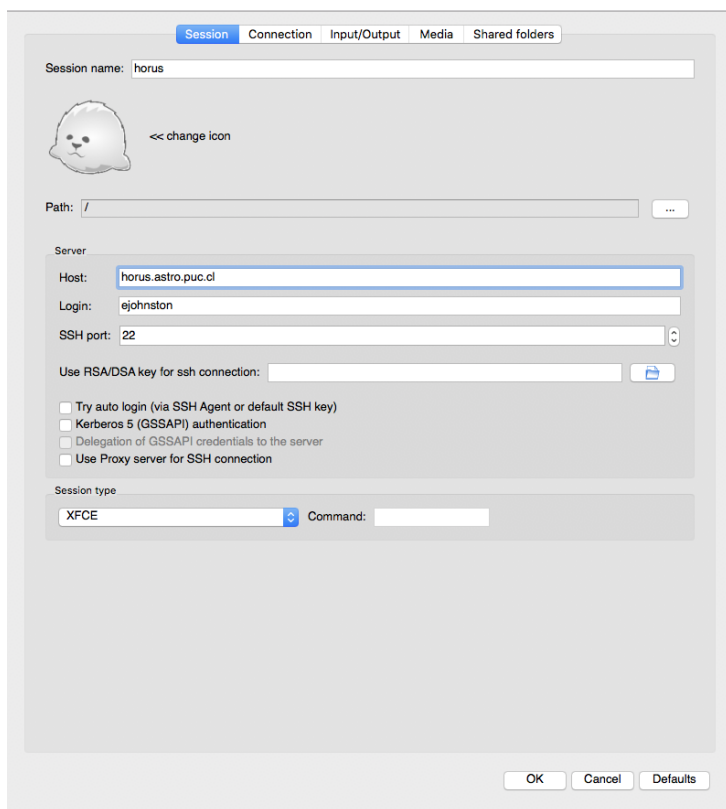 Session Connection Input/Output Media Shared folders
Session name: horus
<< change icon
Path: / ...
Server
Host: horus.astro.puc.cl
Login: ejohnston
SSH port: 22
Use RSA/DSA key for ssh connection:
Try auto login (via SSH Agent or default SSH key)
Kerberos 5 (GSSAPI) authentication
Delegation of GSSAPI credentials to the server
Use Proxy server for SSH connection
Session type
XFCE Command:
OK Cancel Defaults